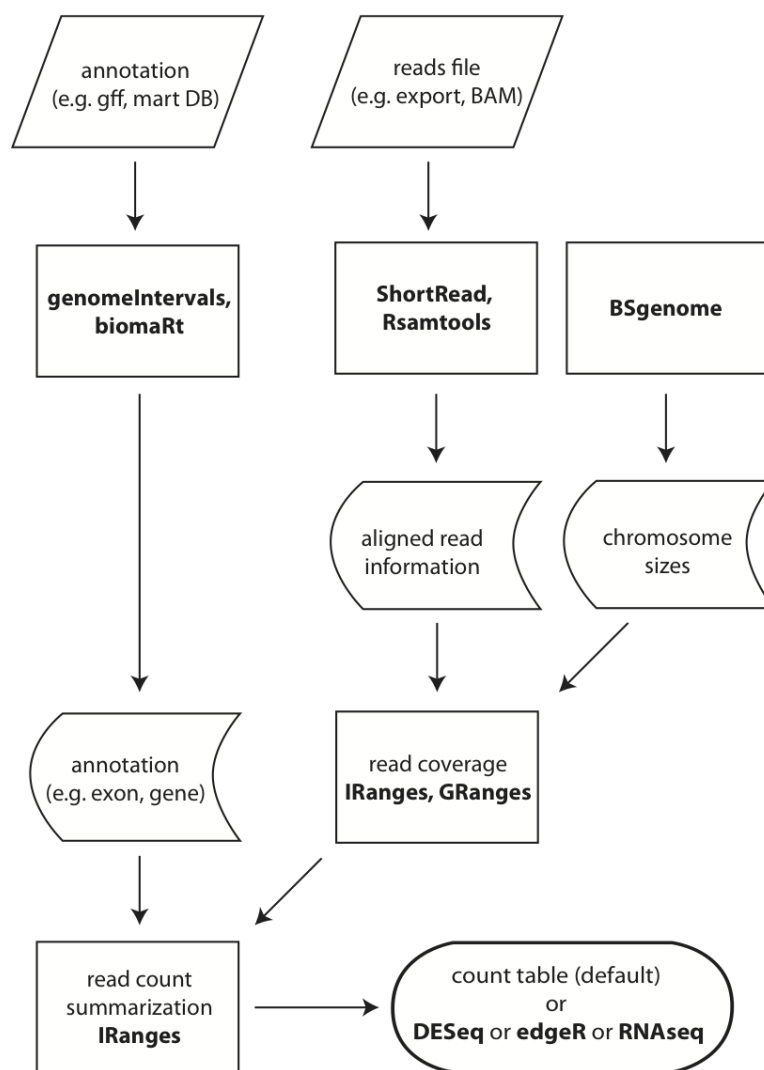 annotation
(e.g. gff, mart DB)
reads file
(e.g. export, BAM)
genomeIntervals,
biomaRt
ShortRead,
Rsamtools
BSgenome
aligned read
information
chromosome
sizes
annotation
(e.g. exon, gene)
read coverage
IRanges, GRanges
read count
summarization
IRanges
count table (default)
or
DESeq or edgeR or RNAseq